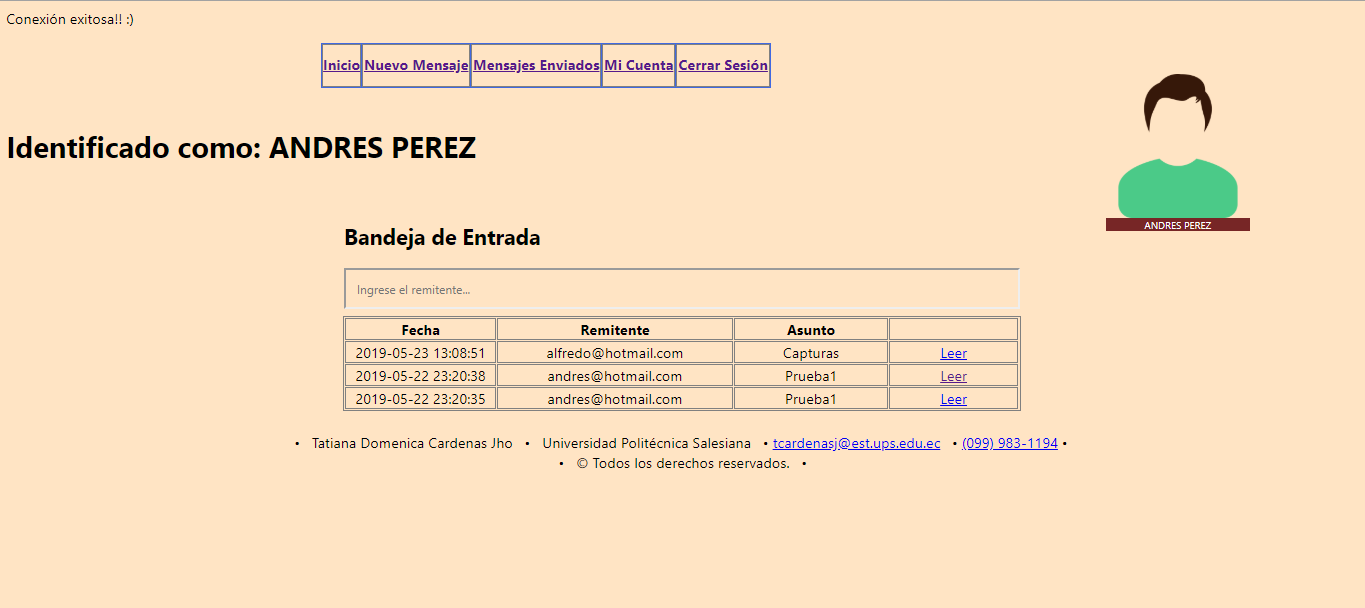 Conexión exitosa!! :)
Inicio Nuevo Mensaje Mensajes Enviados Mi Cuenta Cerrar Sesión
Identificado como: ANDRES PEREZ
ANDRES PEREZ
Bandeja de Entrada
Ingrese el remitente...
Fecha Remitente Asunto
2019-05-23 13:08:51 alfredo@hotmail.com Capturas Leer
2019-05-22 23:20:38 andres@hotmail.com Prueba1 Leer
2019-05-22 23:20:35 andres@hotmail.com Prueba1 Leer
• Tatiana Domenica Cardenas Jho • Universidad Politécnica Salesiana • tcardenasj@est.ups.edu.ec • (099) 983-1194 •
• © Todos los derechos reservados. •